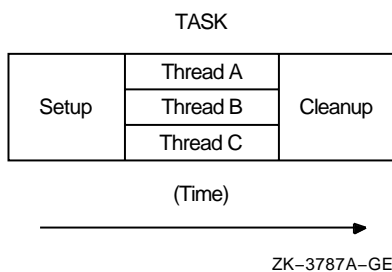 TASK
Thread A
Setup
Thread B
Cleanup
Thread C
(Time)
ZK–3787A–GE